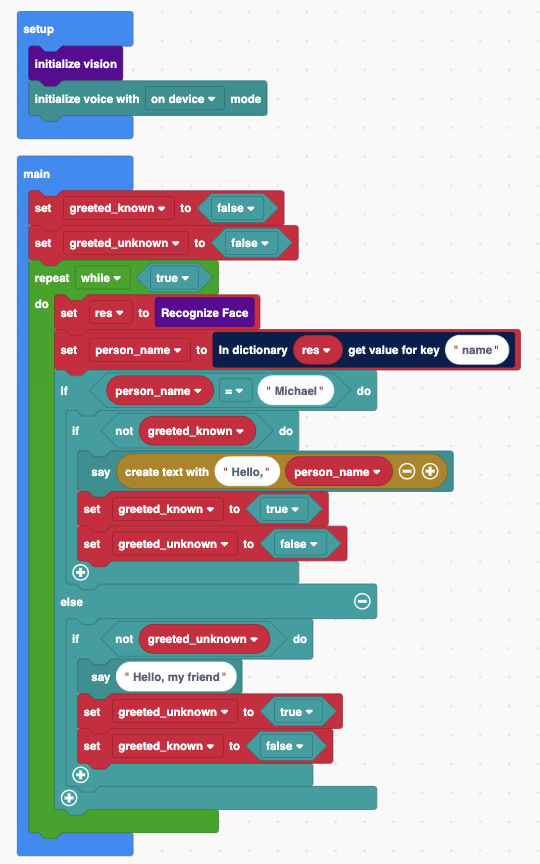 setup
initialize vision
initialize voice with on device mode
main
set greeted_known to false
set greeted_unknown to false
repeat while true
do set res to Recognize Face
set person_name to In dictionary res get value for key "name"
if person_name = "Michael" do
if not greeted_known do
say create text with "Hello," person_name
set greeted_known to true
set greeted_unknown to false
else
if not greeted_unknown do
say "Hello, my friend"
set greeted_unknown to true
set greeted_known to false